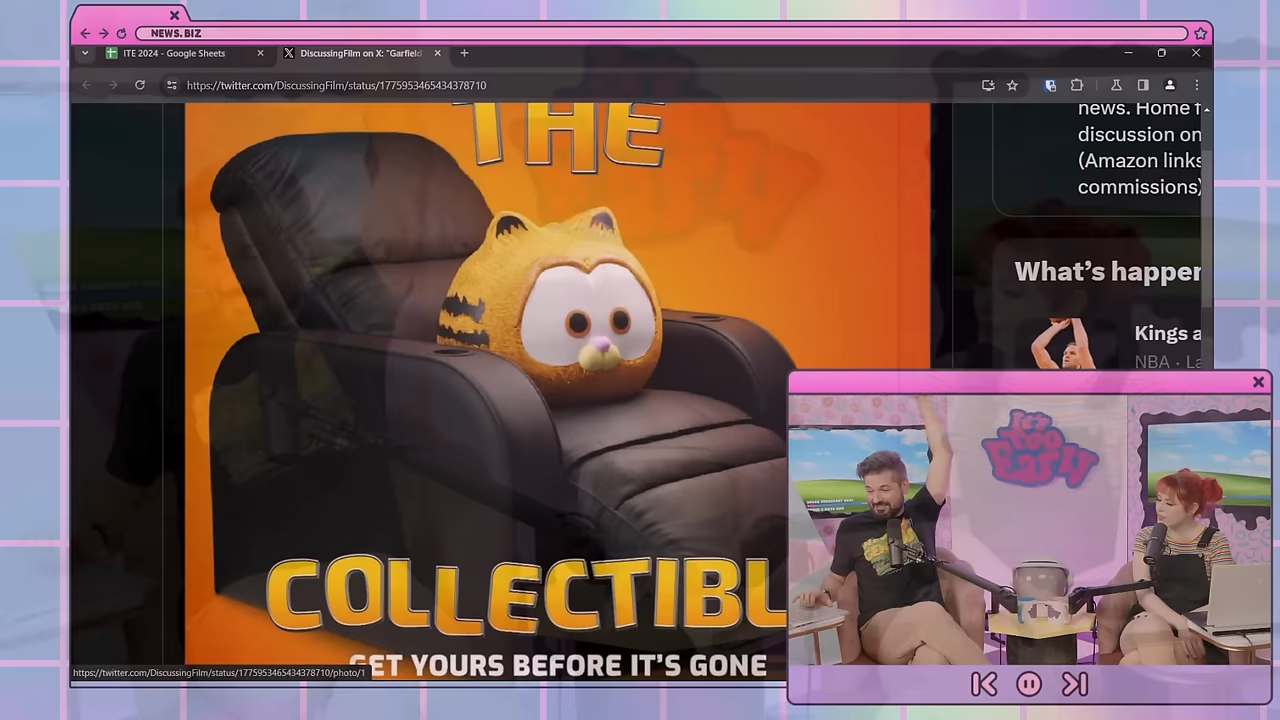 NEWS.BIZ
ITE 2024 - Google Sheets
DiscussingFilm on X: "Garfield
https://twitter.com/DiscussingFilm/status/1775953465434378710
THE
news. Home f
discussion on
(Amazon links
commissions)
What's happen
Kings a
NBA · La
It's
Too
Early
COLLECTIBL
GET YOURS BEFORE IT'S GONE
https://twitter.com/DiscussingFilm/status/1775953465434378710/photo/1